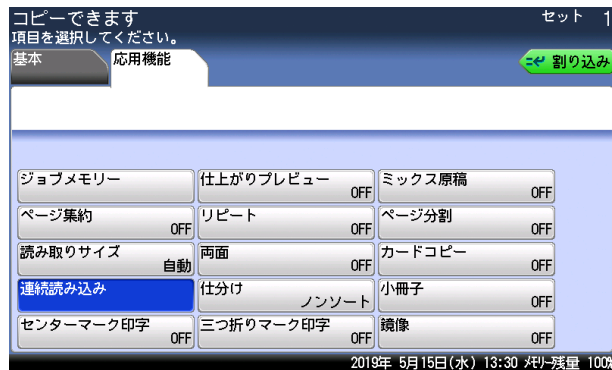 コピーできます
セット 1
項目を選択してください。
基本
応用機能
割り込み
ジョブメモリー
仕上がりプレビュー OFF
ミックス原稿 OFF
ページ集約 OFF
リピート OFF
ページ分割 OFF
読み取りサイズ 自動
両面 OFF
カードコピー OFF
連続読み込み
仕分け ノンソート
小冊子 OFF
センターマーク印字 OFF
三つ折りマーク印字 OFF
鏡像 OFF
2019年 5月15日(水) 13:30 メモリー残量 100%